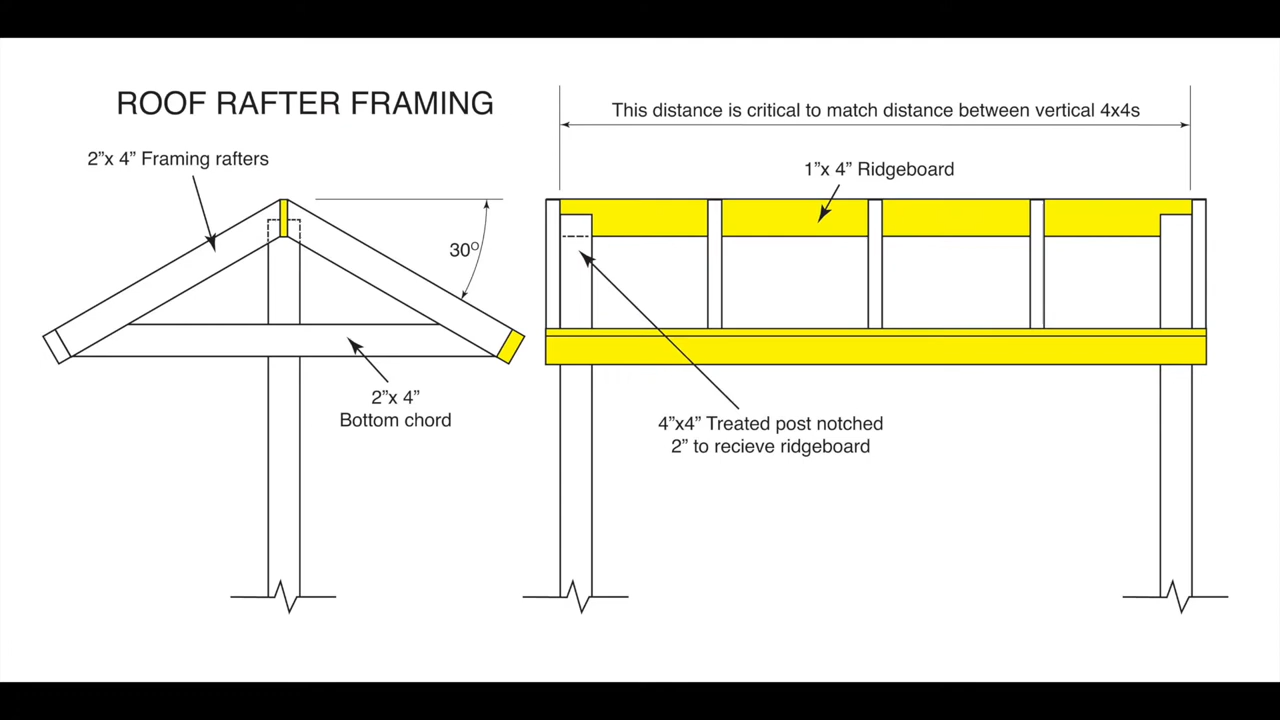 ROOF RAFTER FRAMING
This distance is critical to match distance between vertical 4x4s
2”x 4” Framing rafters
1”x 4” Ridgeboard
30º
2”x 4”
Bottom chord
4”x4” Treated post notched
2” to recieve ridgeboard